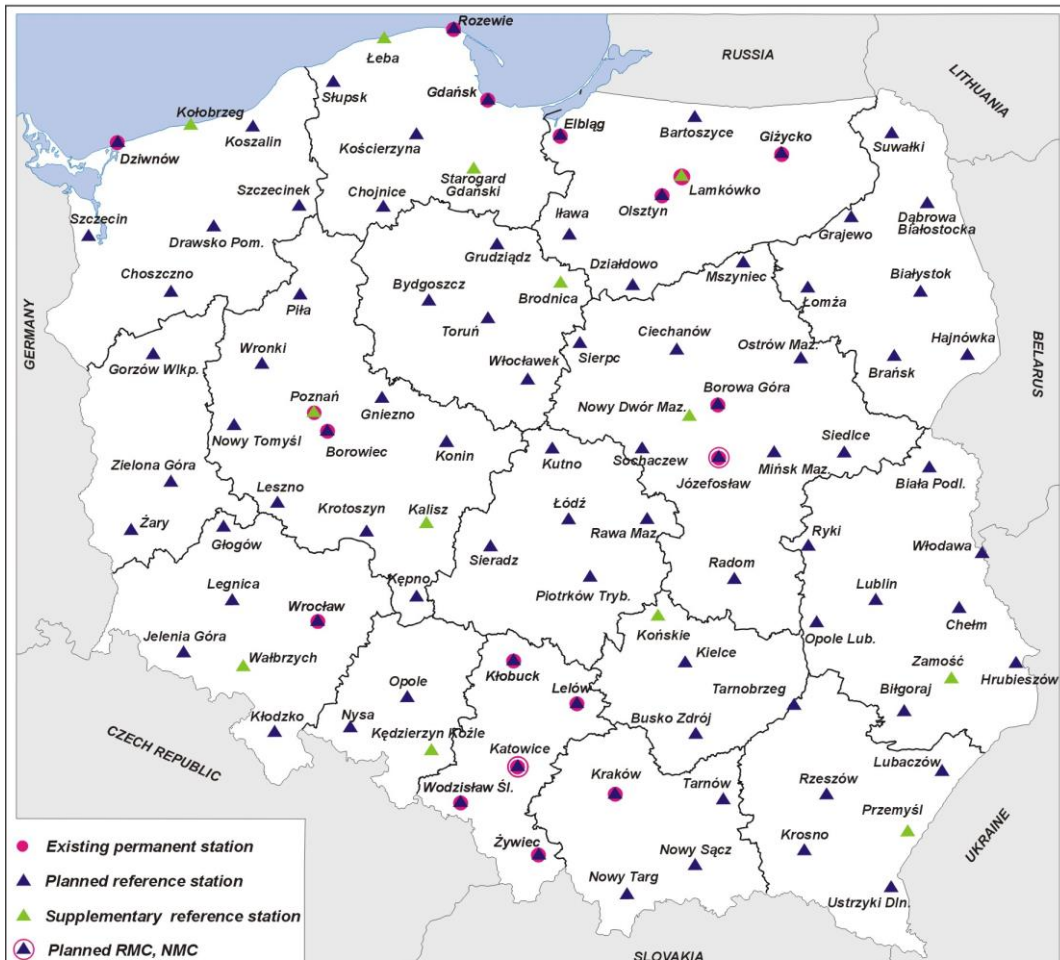 Rozewie
Łeba
RUSSIA
LITHUANIA
Słupsk
Gdańsk
Kołobrzeg
Koszalin
Dziwnów
Kościerzyna
Elbląg
Bartoszyce
Giżycko
Suwałki
Starogard
Gdański
Lamkówko
Olsztyn
Szczecinek
Chojnice
Szczecin
Drawsko Pom.
Iława
Grajewo
Dąbrowa
Białostocka
Grudziądz
Działdowo
Mszyniec
Choszczno
Bydgoszcz
Brodnica
Białystok
Łomża
Piła
Toruń
GERMANY
Ciechanów
Ostrów Maz.
Hajnówka
BELARUS
Wronki
Włocławek
Sierpc
Brańsk
Gorzów Wlkp.
Poznań
Gniezno
Borowa Góra
Nowy Dwór Maz.
Nowy Tomyśl
Borowiec
Konin
Siedlce
Zielona Góra
Kutno
Sochaczew
Mińsk Maz.
Józefosław
Biała Podl.
Leszno
Krotoszyn
Kalisz
Łódź
Żary
Głogów
Rawa Maz.
Ryki
Włodawa
Sieradz
Radom
Legnica
Kępno
Piotrków Tryb.
Lublin
Wrocław
Chełm
Jelenia Góra
Końskie
Opole Lub.
Wałbrzych
Kielce
Zamość
Kłobuck
Hrubieszów
Opole
Lelów
Tarnobrzeg
Biłgoraj
Kłodzko
Nysa
Kędzierzyn Koźle
Busko Zdrój
CZECH REPUBLIC
Katowice
Lubaczów
Wodzisław Śl.
Kraków
Tarnów
Rzeszów
Przemyśl
UKRAINE
Żywiec
Krosno
Nowy Sącz
Nowy Targ
Ustrzyki Dln.
SLOVAKIA
Existing permanent station
Planned reference station
Supplementary reference station
Planned RMC, NMC